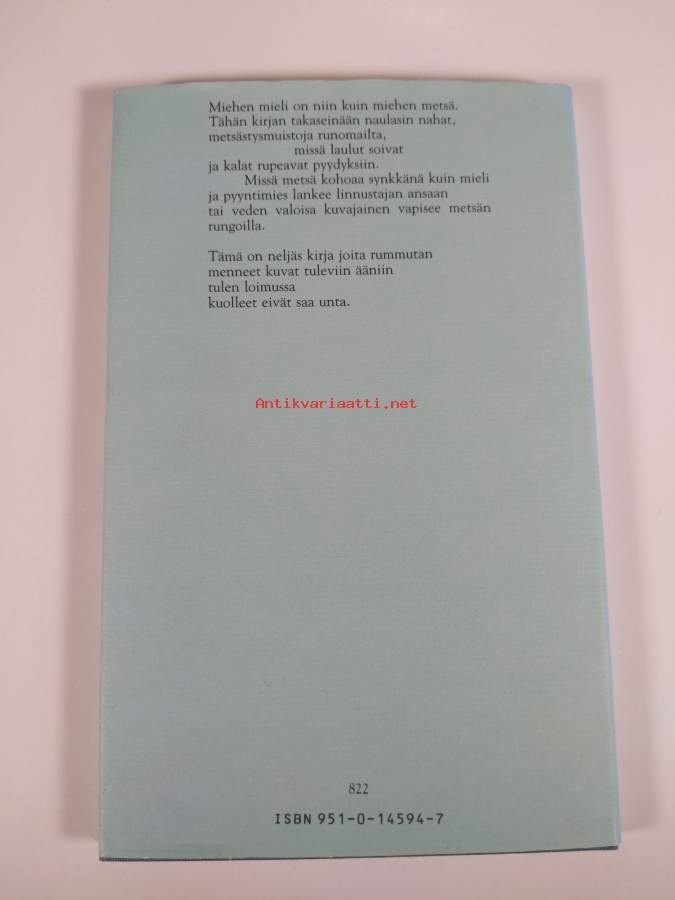 Miehen mieli on niin kuin miehen metsä.
Tähän kirjan takaseinään naulasin nahat,
metsästysmuistoja runomailta,
missä laulut soivat
ja kalat rupeavat pyydyksiin.
Missä metsä kohoaa synkkänä kuin mieli
ja pyyntimies lankee linnustajan ansaan
tai veden valoisa kuvajainen vapisee metsän
rungoilla.
Tämä on neljäs kirja joita rummutan
menneet kuvat tuleviin ääniin
tulen loimussa
kuolleet eivät saa unta.
Antikvariaatti.net
822
ISBN 951-0-14594-7